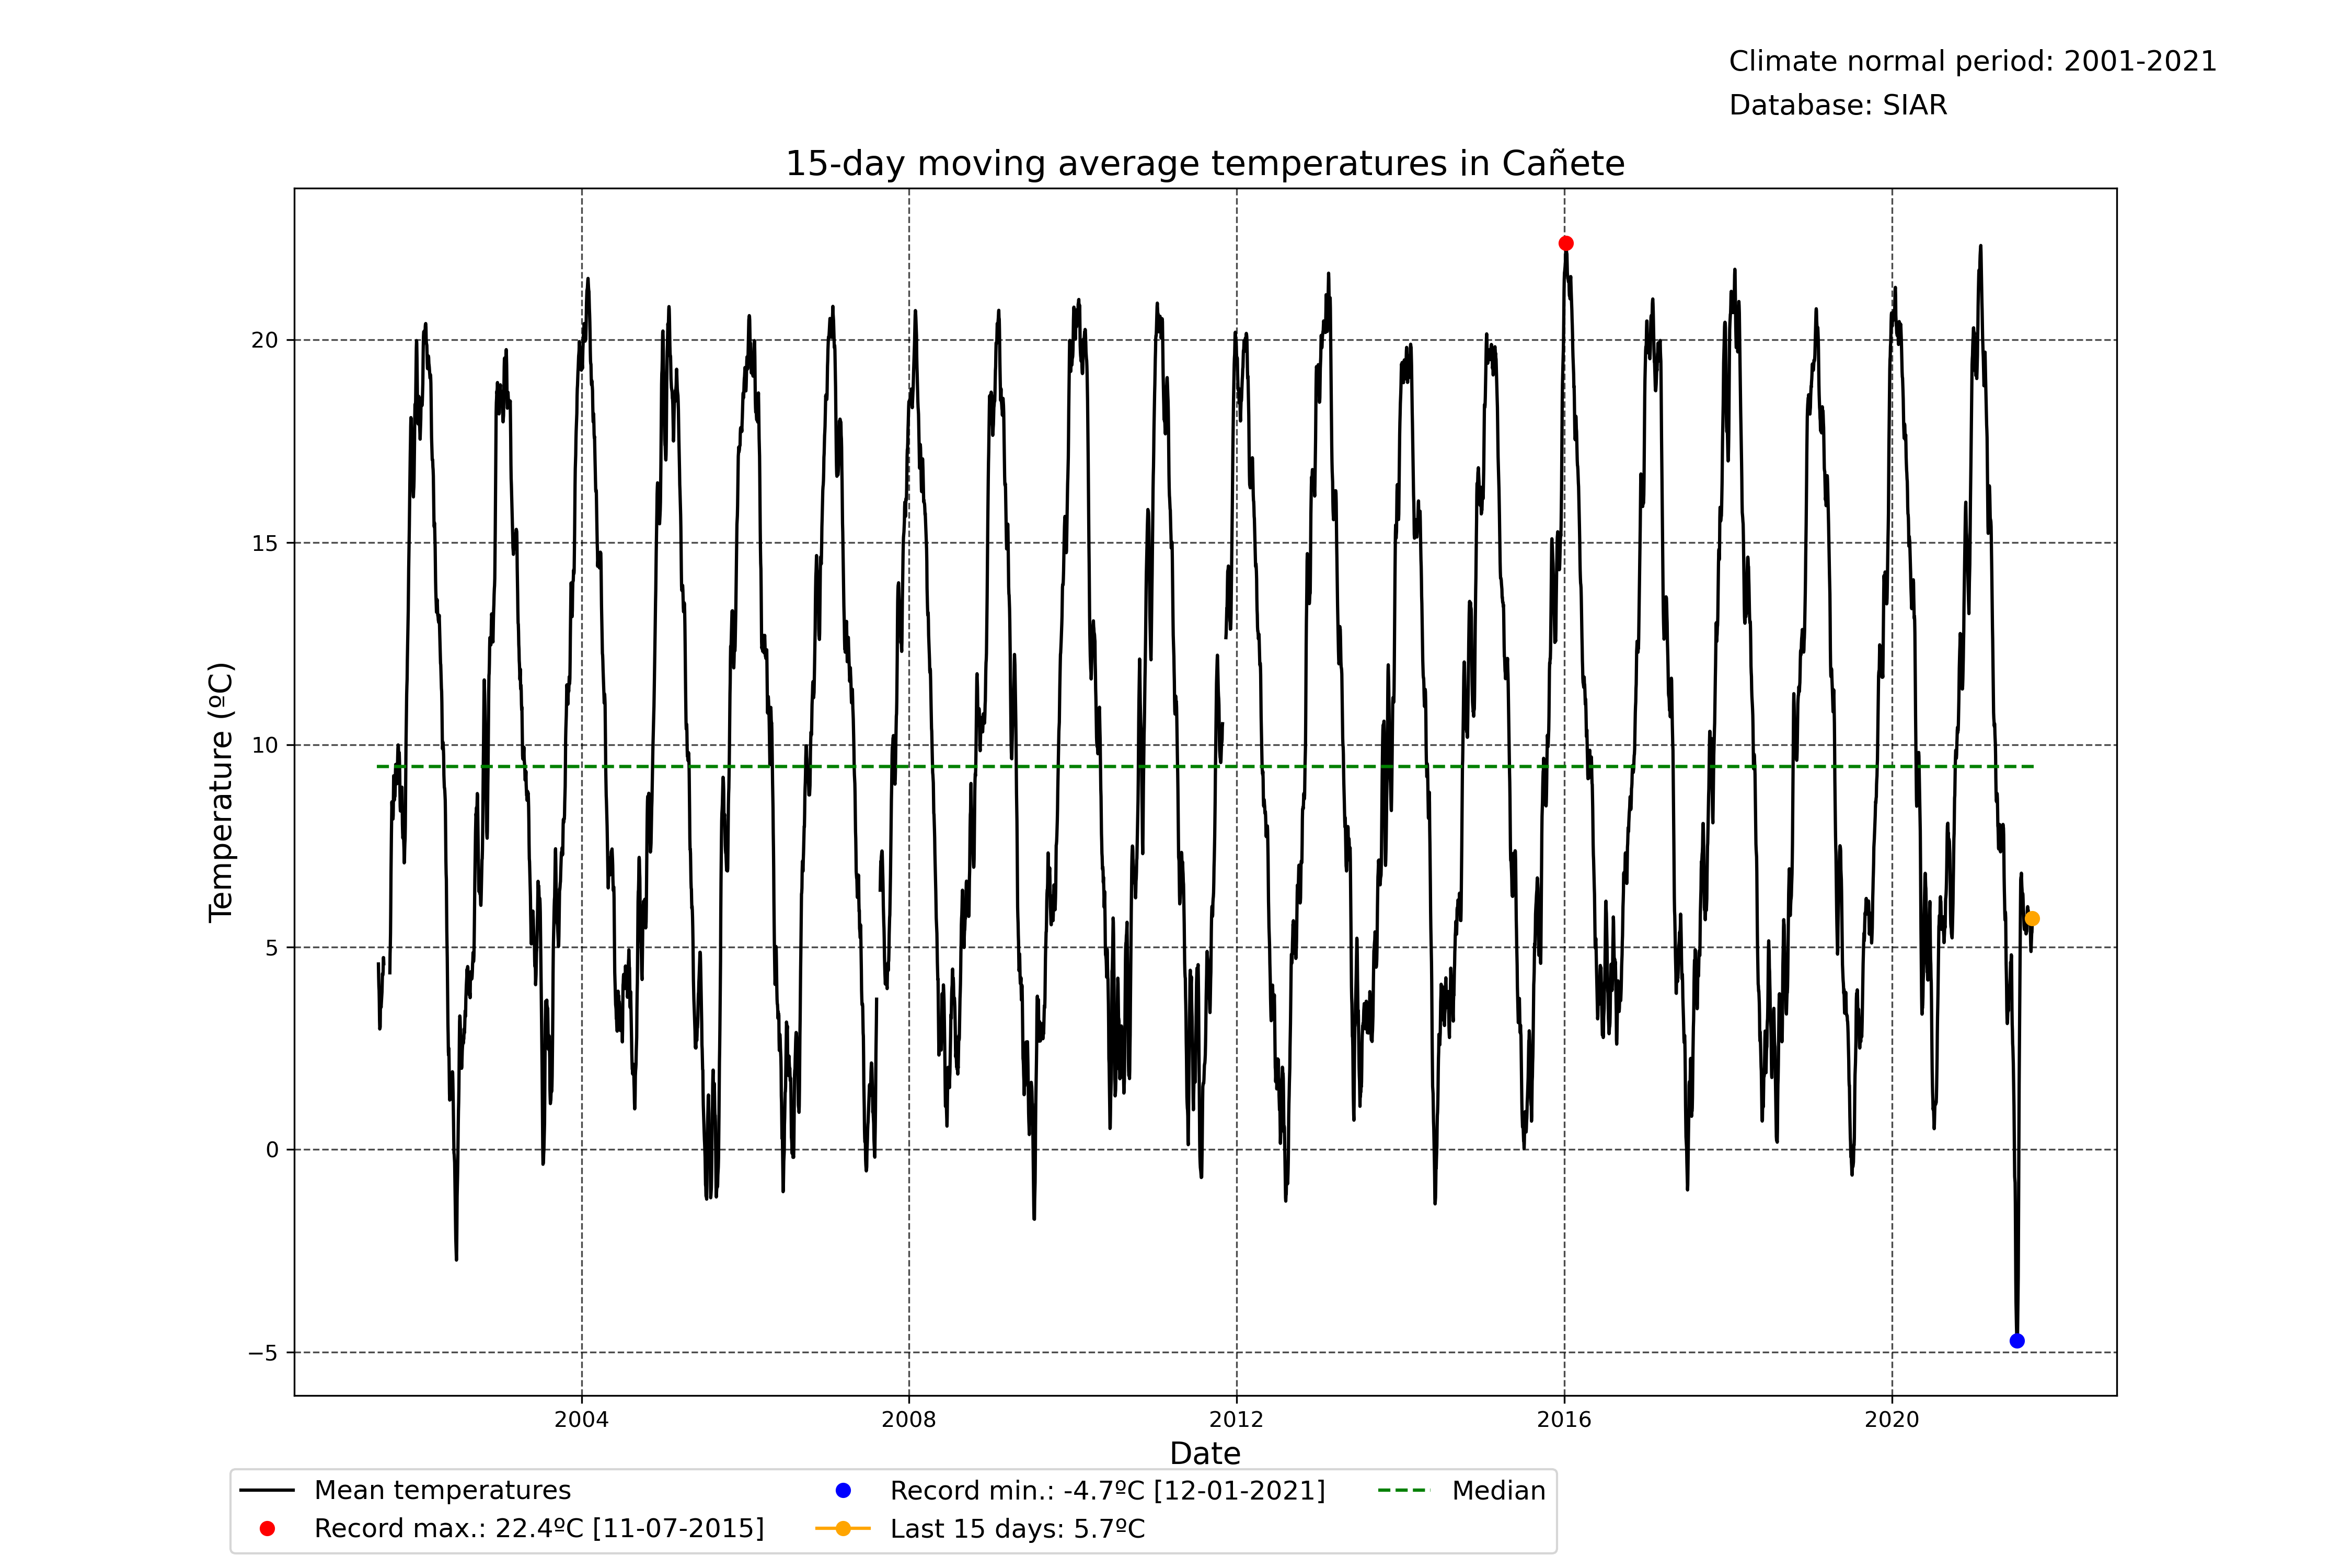 Climate normal period: 2001-2021
Database: SIAR
15-day moving average temperatures in Cañete
20
15
10
5
0
−5
Temperature (ºC)
2004 2008 2012 2016 2020
Date
Mean temperatures
Record max.: 22.4ºC [11-07-2015]
Record min.: -4.7ºC [12-01-2021]
Last 15 days: 5.7ºC
Median